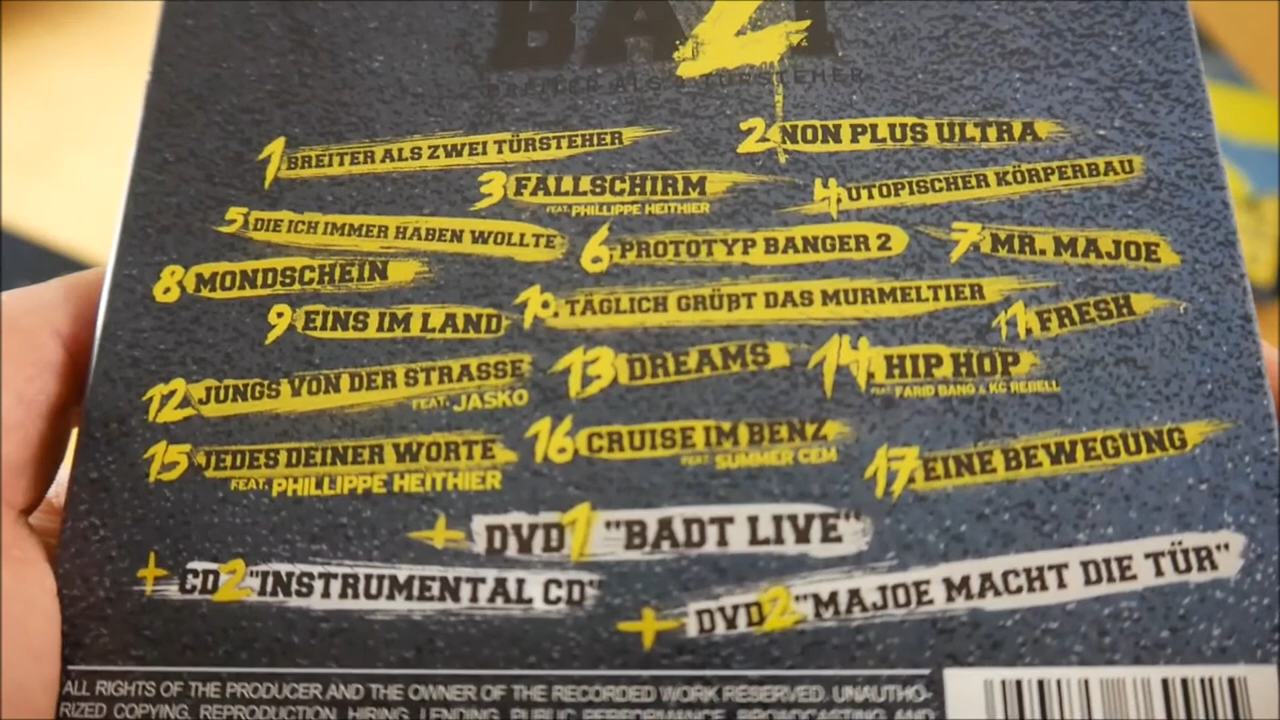 BA2T
BREITER ALS 2 TÜRSTEHER
1 BREITER ALS ZWEI TÜRSTEHER
2 NON PLUS ULTRA
3 FALLSCHIRM
FEAT. PHILLIPPE HEITHIER
4 UTOPISCHER KÖRPERBAU
5 DIE ICH IMMER HABEN WOLLTE
6 PROTOTYP BANGER 2
7 MR. MAJOE
8 MONDSCHEIN
9 EINS IM LAND
10 TÄGLICH GRÜßT DAS MURMELTIER
11 FRESH
12 JUNGS VON DER STRASSE
FEAT. JASKO
13 DREAMS
14 HIP HOP
FEAT. FARID BANG & KC REBELL
15 JEDES DEINER WORTE
FEAT. PHILLIPPE HEITHIER
16 CRUISE IM BENZ
FEAT. SUMMER CEM
17 EINE BEWEGUNG
+ DVD 1 "BADT LIVE"
+ CD 2 "INSTRUMENTAL CD"
+ DVD 2 "MAJOE MACHT DIE TÜR"
ALL RIGHTS OF THE PRODUCER AND THE OWNER OF THE RECORDED WORK RESERVED. UNAUTHO-
RIZED COPYING, REPRODUCTION, HIRING, LENDING, PUBLIC PERFORMANCE, BROADCASTING AND